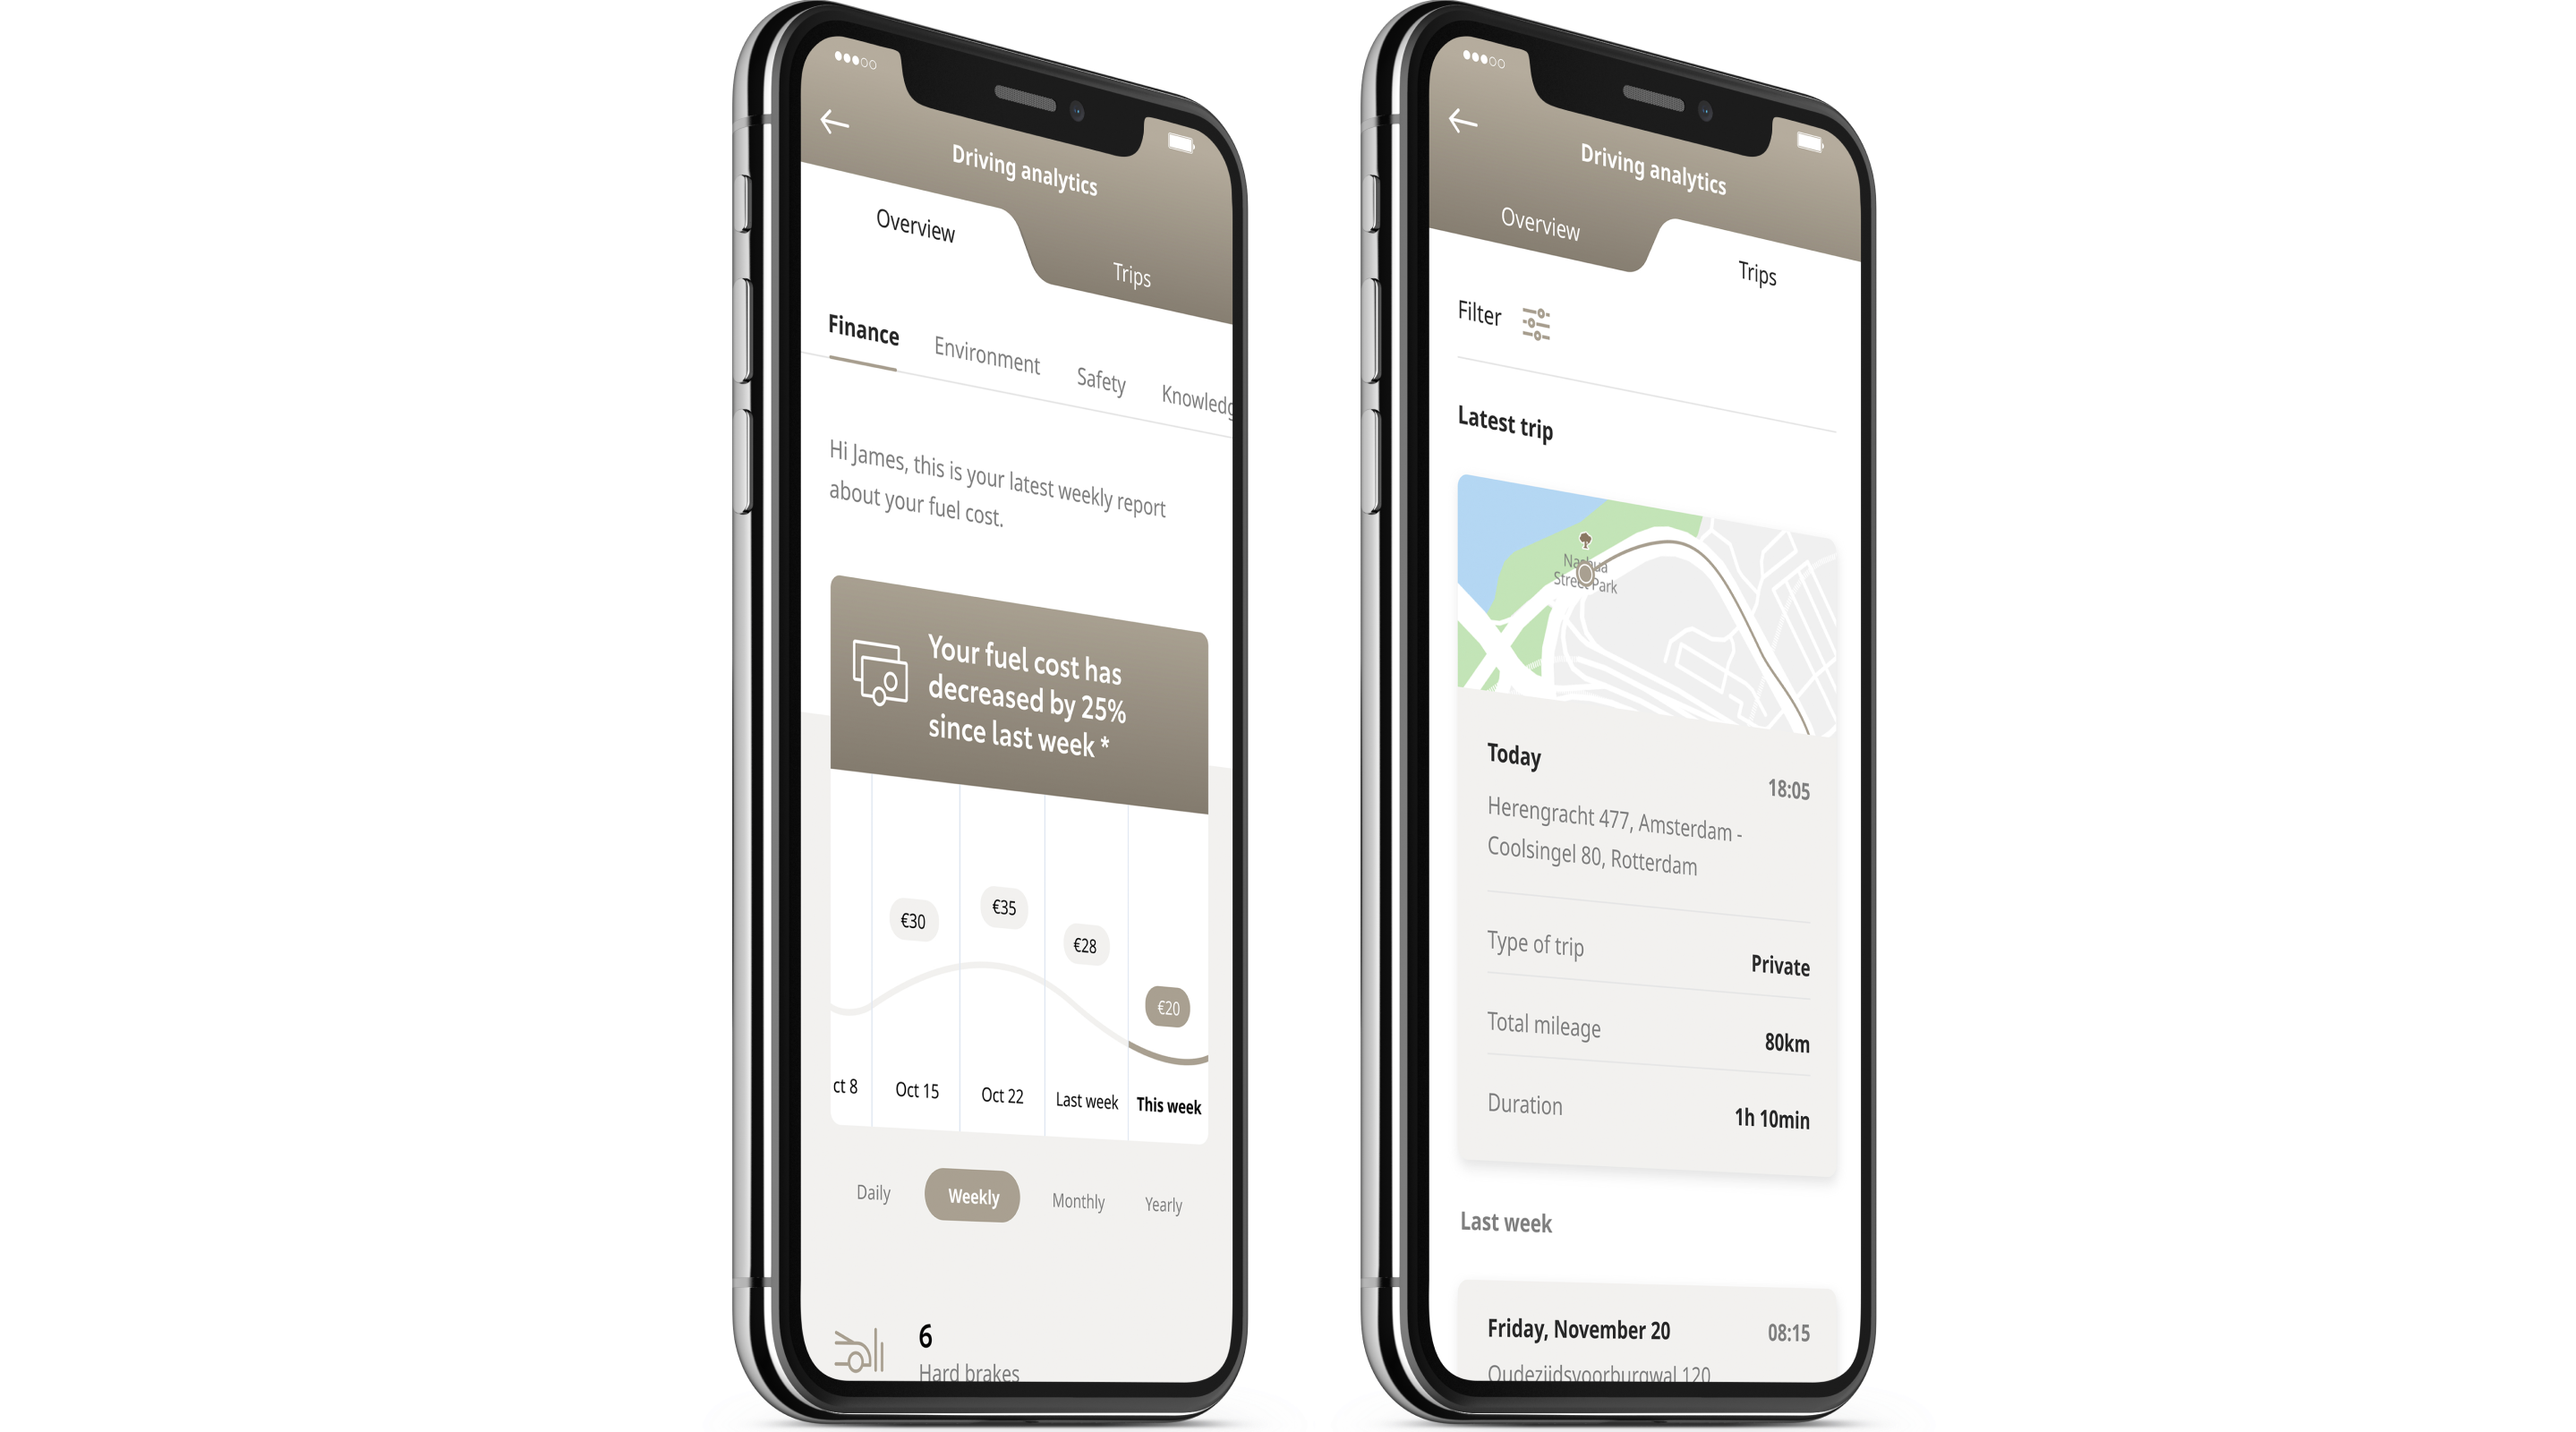 Driving analytics
Overview
Trips
Finance
Environment
Safety
Knowledg
Hi James, this is your latest weekly report
about your fuel cost.
Your fuel cost has
decreased by 25%
since last week *
€30
€35
€28
€20
ct 8
Oct 15
Oct 22
Last week
This week
Daily
Weekly
Monthly
Yearly
6
Hard brakes
Driving analytics
Overview
Trips
Filter
Latest trip
Street Park
Today
18:05
Herengracht 477, Amsterdam -
Coolsingel 80, Rotterdam
Type of trip
Private
Total mileage
80km
Duration
1h 10min
Last week
Friday, November 20
08:15
Oudezijdsvoorburgwal 120